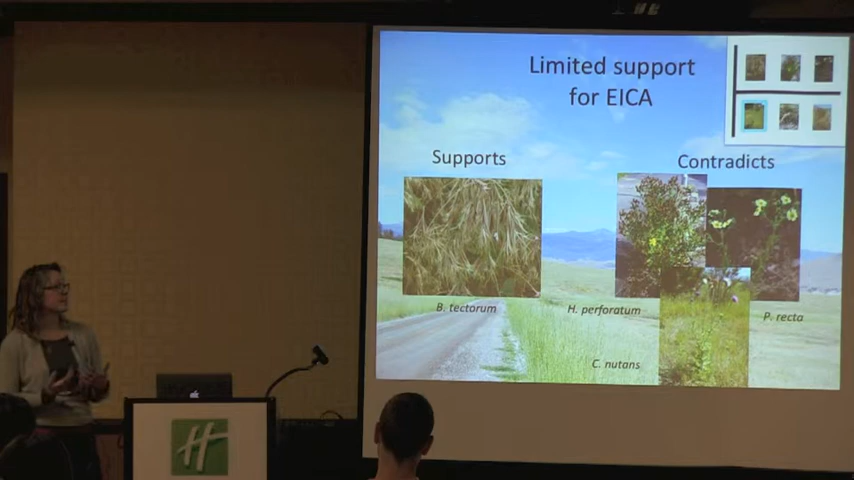 Limited support
for EICA
Supports
Contradicts
B. tectorum
H. perforatum
P. recta
C. nutans
H